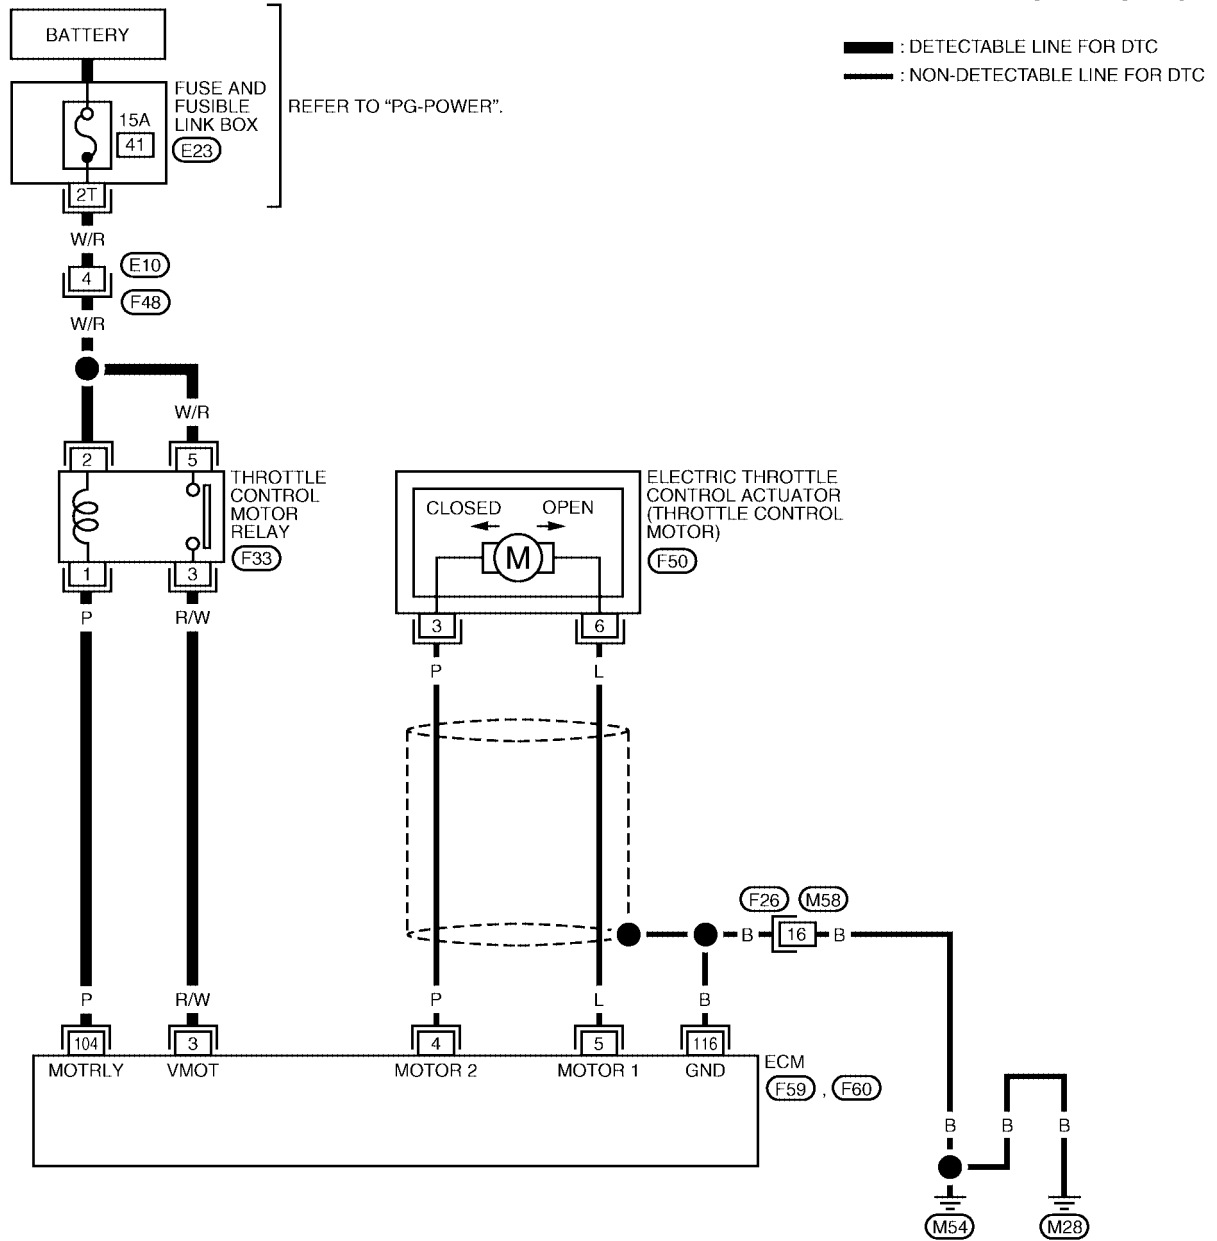 BATTERY
: DETECTABLE LINE FOR DTC
: NON-DETECTABLE LINE FOR DTC
FUSE AND
FUSIBLE
LINK BOX
E23
15A
41
REFER TO “PG-POWER”.
2T
W/R
E10
4
F48
W/R
W/R
2
5
THROTTLE
CONTROL
MOTOR
RELAY
F33
1
3
P
R/W
CLOSED
OPEN
M
ELECTRIC THROTTLE
CONTROL ACTUATOR
(THROTTLE CONTROL
MOTOR)
F50
3
6
P
L
F26
M58
B
16
B
P
R/W
P
L
B
104
3
4
5
116
MOTRLY
VMOT
MOTOR 2
MOTOR 1
GND
ECM
F59 , F60
B
B
B
M54
M28